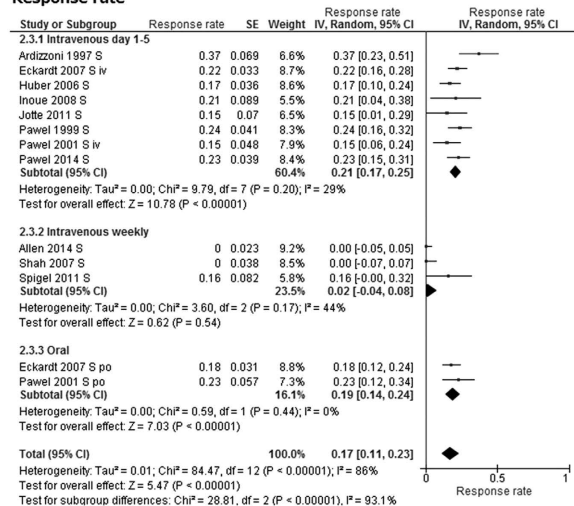 Response rate
Response rate Response rate
Study or Subgroup Response rate SE Weight IV, Random, 95% CI IV, Random, 95% CI
2.3.1 Intravenous day 1-5
Ardizzoni 1997 S 0.37 0.069 6.6% 0.37 [0.23, 0.51]
Eckardt 2007 S iv 0.22 0.033 8.7% 0.22 [0.16, 0.28]
Huber 2006 S 0.17 0.036 8.5% 0.17 [0.10, 0.24]
Inoue 2008 S 0.21 0.089 5.5% 0.21 [0.04, 0.38]
Jotte 2011 S 0.15 0.07 6.6% 0.15 [0.01, 0.29]
Pawel 1999 S 0.24 0.041 8.3% 0.24 [0.16, 0.32]
Pawel 2001 S iv 0.15 0.048 7.9% 0.15 [0.06, 0.24]
Pawel 2014 S 0.23 0.039 8.4% 0.23 [0.15, 0.31]
Subtotal (95% CI) 60.4% 0.21 [0.17, 0.25]
Heterogeneity: Tau² = 0.00; Chi² = 9.79, df = 7 (P = 0.20); I² = 29%
Test for overall effect: Z = 10.78 (P < 0.00001)
2.3.2 Intravenous weekly
Allen 2014 S 0 0.023 9.2% 0.00 [-0.05, 0.05]
Shah 2007 S 0 0.038 8.5% 0.00 [-0.07, 0.07]
Spigel 2011 S 0.16 0.082 5.8% 0.16 [-0.00, 0.32]
Subtotal (95% CI) 23.5% 0.02 [-0.04, 0.08]
Heterogeneity: Tau² = 0.00; Chi² = 3.60, df = 2 (P = 0.17); I² = 44%
Test for overall effect: Z = 0.62 (P = 0.54)
2.3.3 Oral
Eckardt 2007 S po 0.18 0.031 8.8% 0.18 [0.12, 0.24]
Pawel 2001 S po 0.23 0.057 7.3% 0.23 [0.12, 0.34]
Subtotal (95% CI) 16.1% 0.19 [0.14, 0.24]
Heterogeneity: Tau² = 0.00; Chi² = 0.59, df = 1 (P = 0.44); I² = 0%
Test for overall effect: Z = 7.03 (P < 0.00001)
Total (95% CI) 100.0% 0.17 [0.11, 0.23]
Heterogeneity: Tau² = 0.01; Chi² = 84.47, df = 12 (P < 0.00001); I² = 86%
Test for overall effect: Z = 5.47 (P < 0.00001)
Test for subgroup differences: Chi² = 28.81, df = 2 (P < 0.00001), I² = 93.1%
0 0.5 1
Response rate